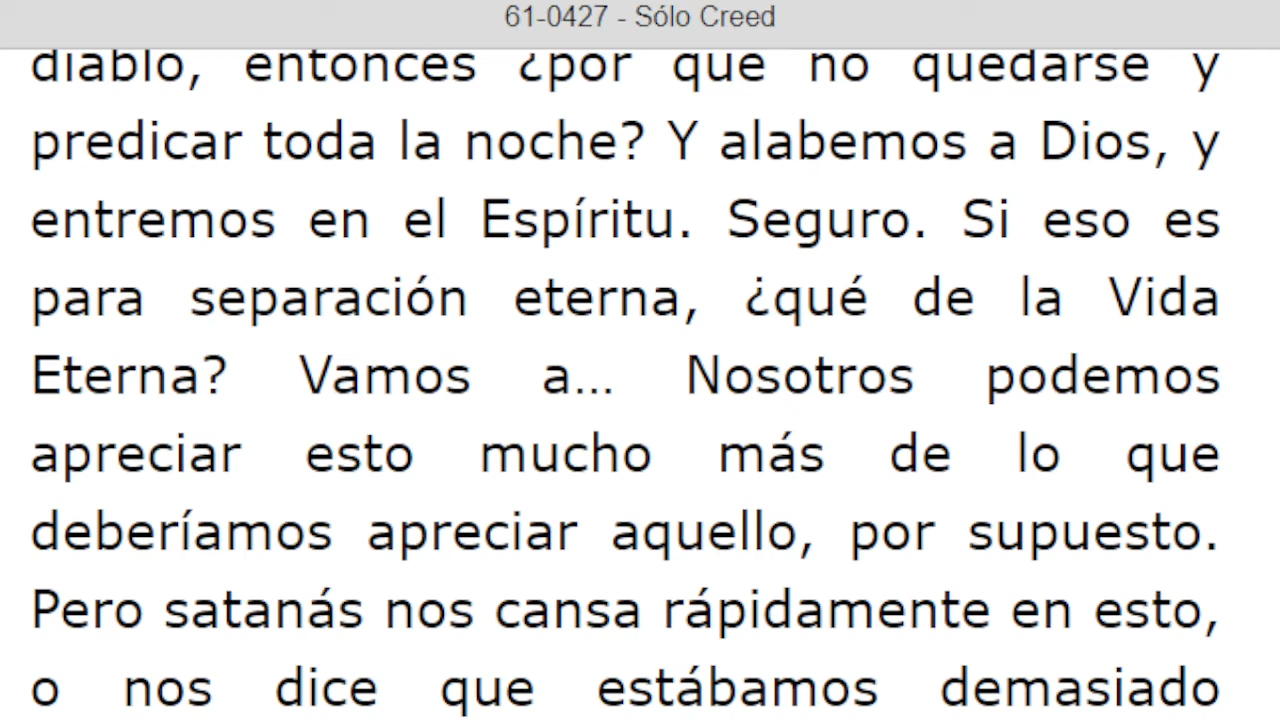 61-0427 - Sólo Creed
diablo, entonces ¿por qué no quedarse y
predicar toda la noche? Y alabemos a Dios, y
entremos en el Espíritu. Seguro. Si eso es
para separación eterna, ¿qué de la Vida
Eterna? Vamos a... Nosotros podemos
apreciar esto mucho más de lo que
deberíamos apreciar aquello, por supuesto.
Pero satanás nos cansa rápidamente en esto,
o nos dice que estábamos demasiado